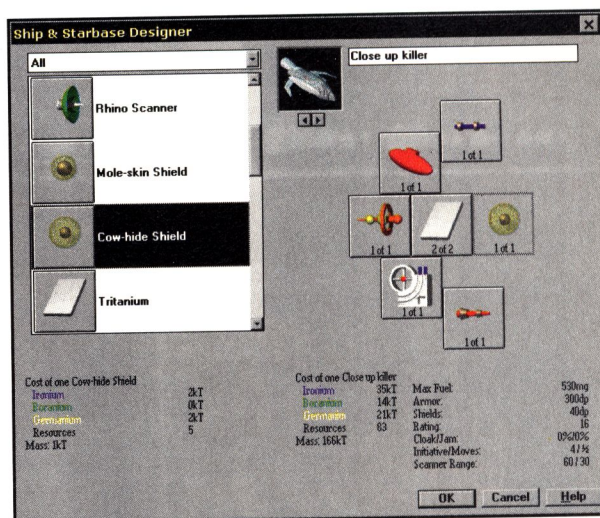 Ship & Starbase Designer
All
Close up killer
Rhino Scanner
Mole-skin Shield
Cow-hide Shield
Tritanium
1 of 1
1 of 1
1 of 1
2 of 2
1 of 1
1 of 1
1 of 1
Cost of one Cow-hide Shield
Ironium 2kT
Boranium 0kT
Germanium 2kT
Resources 5
Mass: 1kT
Cost of one Close up killer
Ironium 35kT
Boranium 14kT
Germanium 21kT
Resources 63
Mass: 166kT
Max Fuel: 530mg
Armor: 300dp
Shields: 40dp
Rating: 16
Cloak/Jam: 0%/0%
Initiative/Moves: 4 / ½
Scanner Range: 60 / 30
OK
Cancel
Help